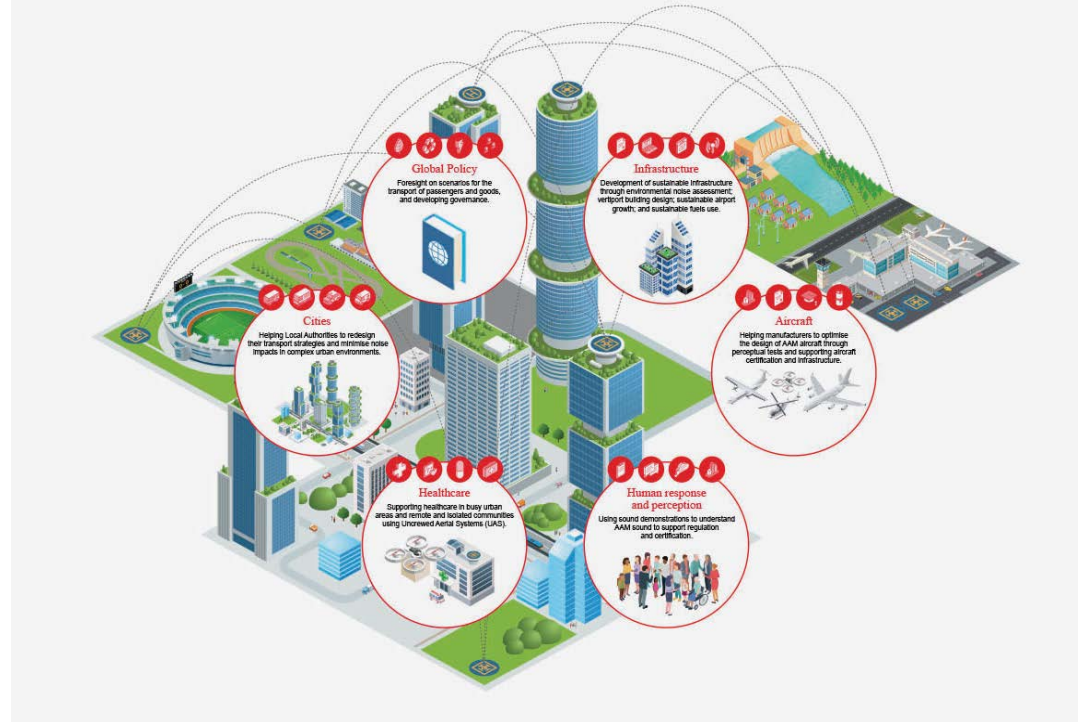 Global Policy
Foresight on scenarios for the
transport of passengers and goods,
and developing governance.
Infrastructure
Development of sustainable infrastructure
through environmental noise assessment;
vertiport building design; sustainable airport
growth; and sustainable fuels use.
Cities
Helping Local Authorities to redesign
their transport strategies and minimise noise
impacts in complex urban environments.
Aircraft
Helping manufacturers to optimise
the design of AAM aircraft through
perceptual tests and supporting aircraft
certification and infrastructure.
Healthcare
Supporting healthcare in busy urban
areas and remote and isolated communities
using Uncrewed Aerial Systems (UAS).
Human response
and perception
Using sound demonstrations to understand
AAM sound to support regulation
and certification.